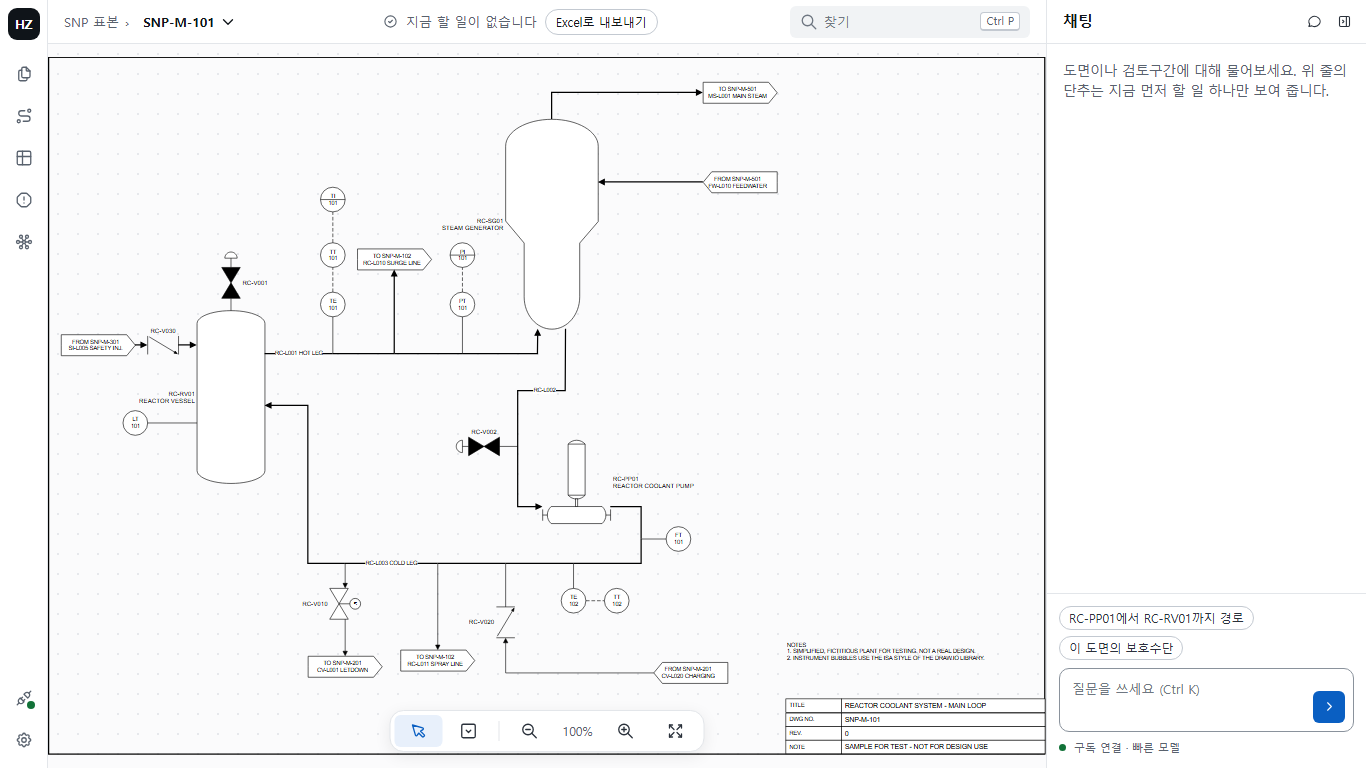 HZ
SNP 표본 › SNP-M-101
지금 할 일이 없습니다
Excel로 내보내기
찾기
Ctrl P
채팅
도면이나 검토구간에 대해 물어보세요. 위 줄의
단추는 지금 먼저 할 일 하나만 보여 줍니다.
TO SNP-M-501
MS-L001 MAIN STEAM
FROM SNP-M-501
FW-L010 FEEDWATER
RC-SG01
STEAM GENERATOR
TI
101
TT
101
TE
101
TO SNP-M-102
RC-L010 SURGE LINE
PI
101
PT
101
RC-V001
FROM SNP-M-301
SI-L005 SAFETY INJ.
RC-V030
RC-L001 HOT LEG
RC-RV01
REACTOR VESSEL
LT
101
RC-L002
RC-V002
RC-PP01
REACTOR COOLANT PUMP
FT
101
RC-L003 COLD LEG
RC-V010
TE
102
TT
102
RC-V020
TO SNP-M-201
CV-L001 LETDOWN
TO SNP-M-102
RC-L011 SPRAY LINE
FROM SNP-M-201
CV-L020 CHARGING
NOTES
1. SIMPLIFIED, FICTITIOUS PLANT FOR TESTING. NOT A REAL DESIGN.
2. INSTRUMENT BUBBLES USE THE ISA STYLE OF THE DRAWIO LIBRARY.
TITLE REACTOR COOLANT SYSTEM - MAIN LOOP
DWG NO. SNP-M-101
REV. 0
NOTE SAMPLE FOR TEST - NOT FOR DESIGN USE
100%
RC-PP01에서 RC-RV01까지 경로
이 도면의 보호수단
질문을 쓰세요 (Ctrl K)
구독 연결 · 빠른 모델